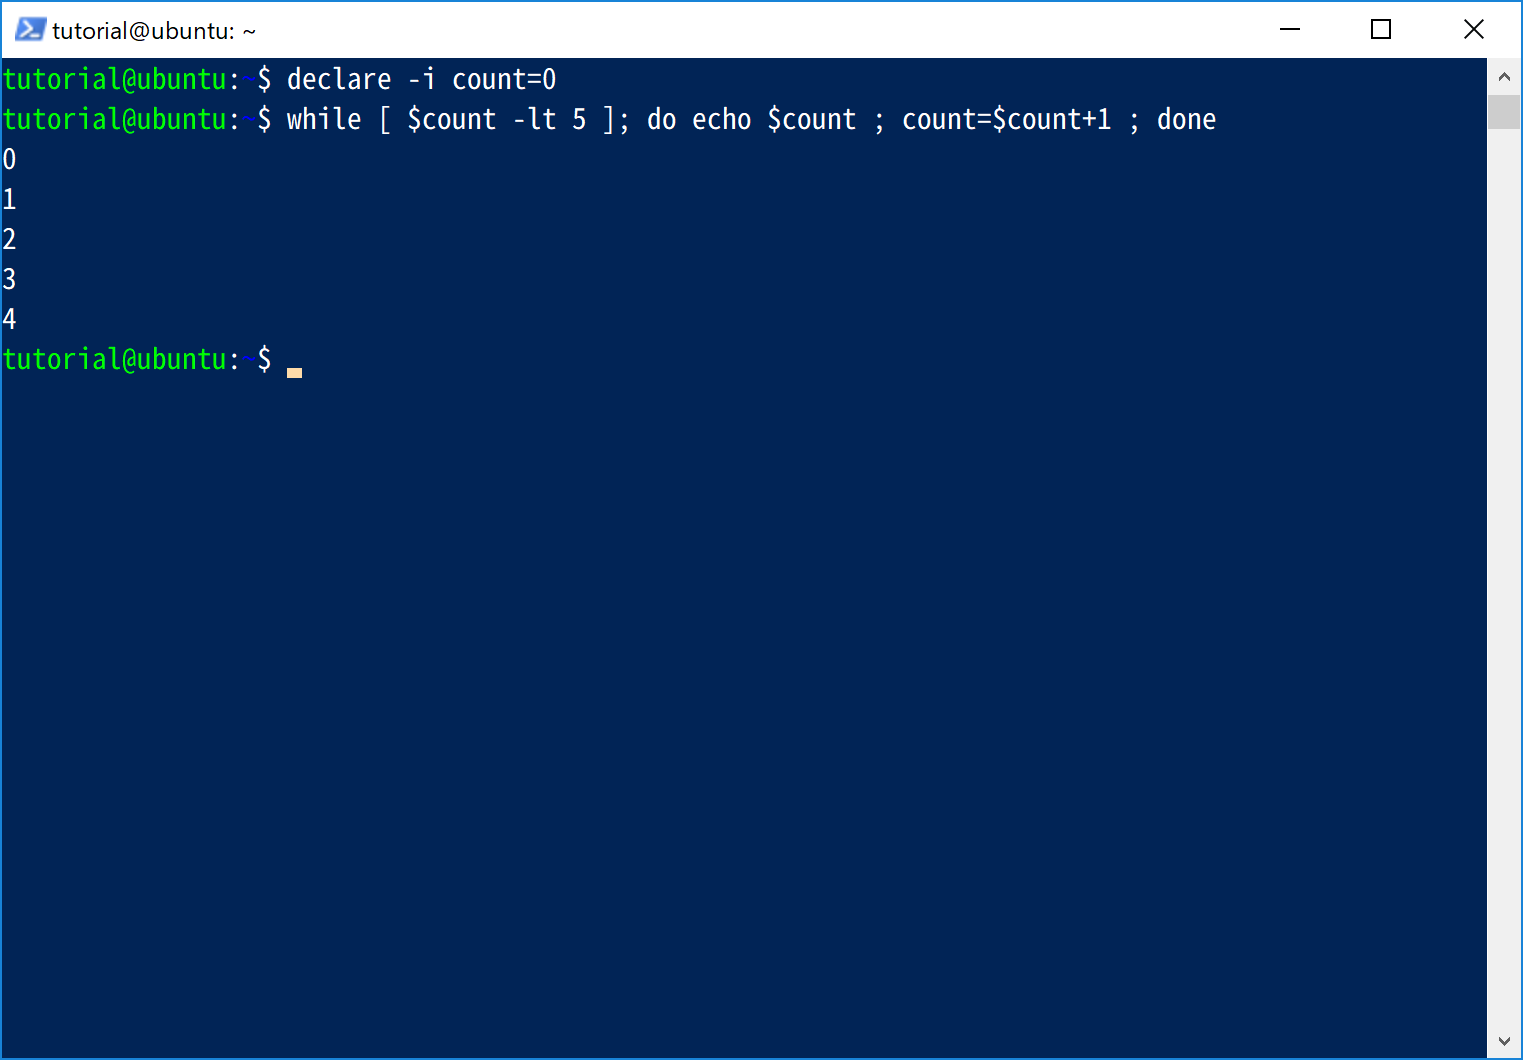 tutorial@ubuntu: ~
tutorial@ubuntu:~$ declare -i count=0
tutorial@ubuntu:~$ while [ $count -lt 5 ]; do echo $count ; count=$count+1 ; done
0
1
2
3
4
tutorial@ubuntu:~$